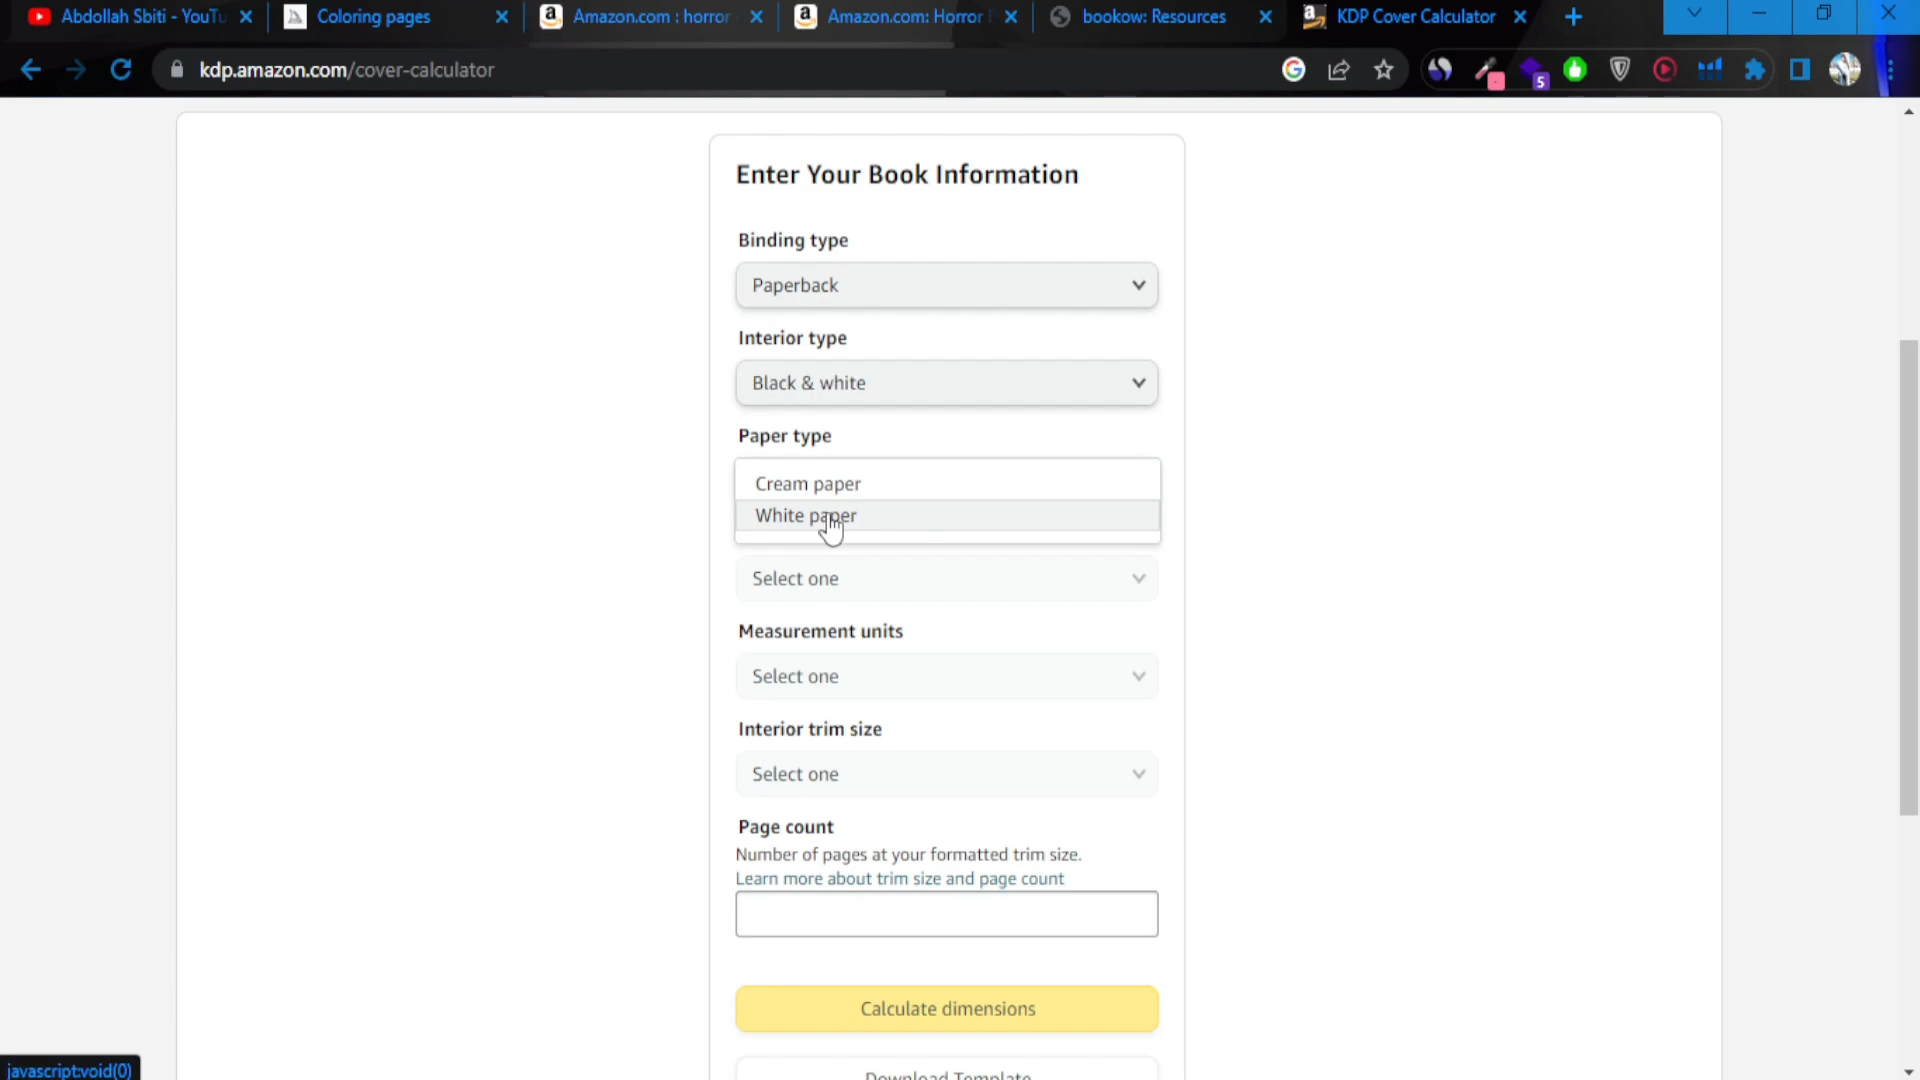 Abdollah Sbiti - YouTu
Coloring pages
Amazon.com : horror
Amazon.com: Horror
bookow: Resources
KDP Cover Calculator
kdp.amazon.com/cover-calculator
5
Enter Your Book Information
Binding type
Paperback
Interior type
Black & white
Paper type
Cream paper
White paper
Select one
Measurement units
Select one
Interior trim size
Select one
Page count
Number of pages at your formatted trim size.
Learn more about trim size and page count
Calculate dimensions
Download Template
javascript:void(0)